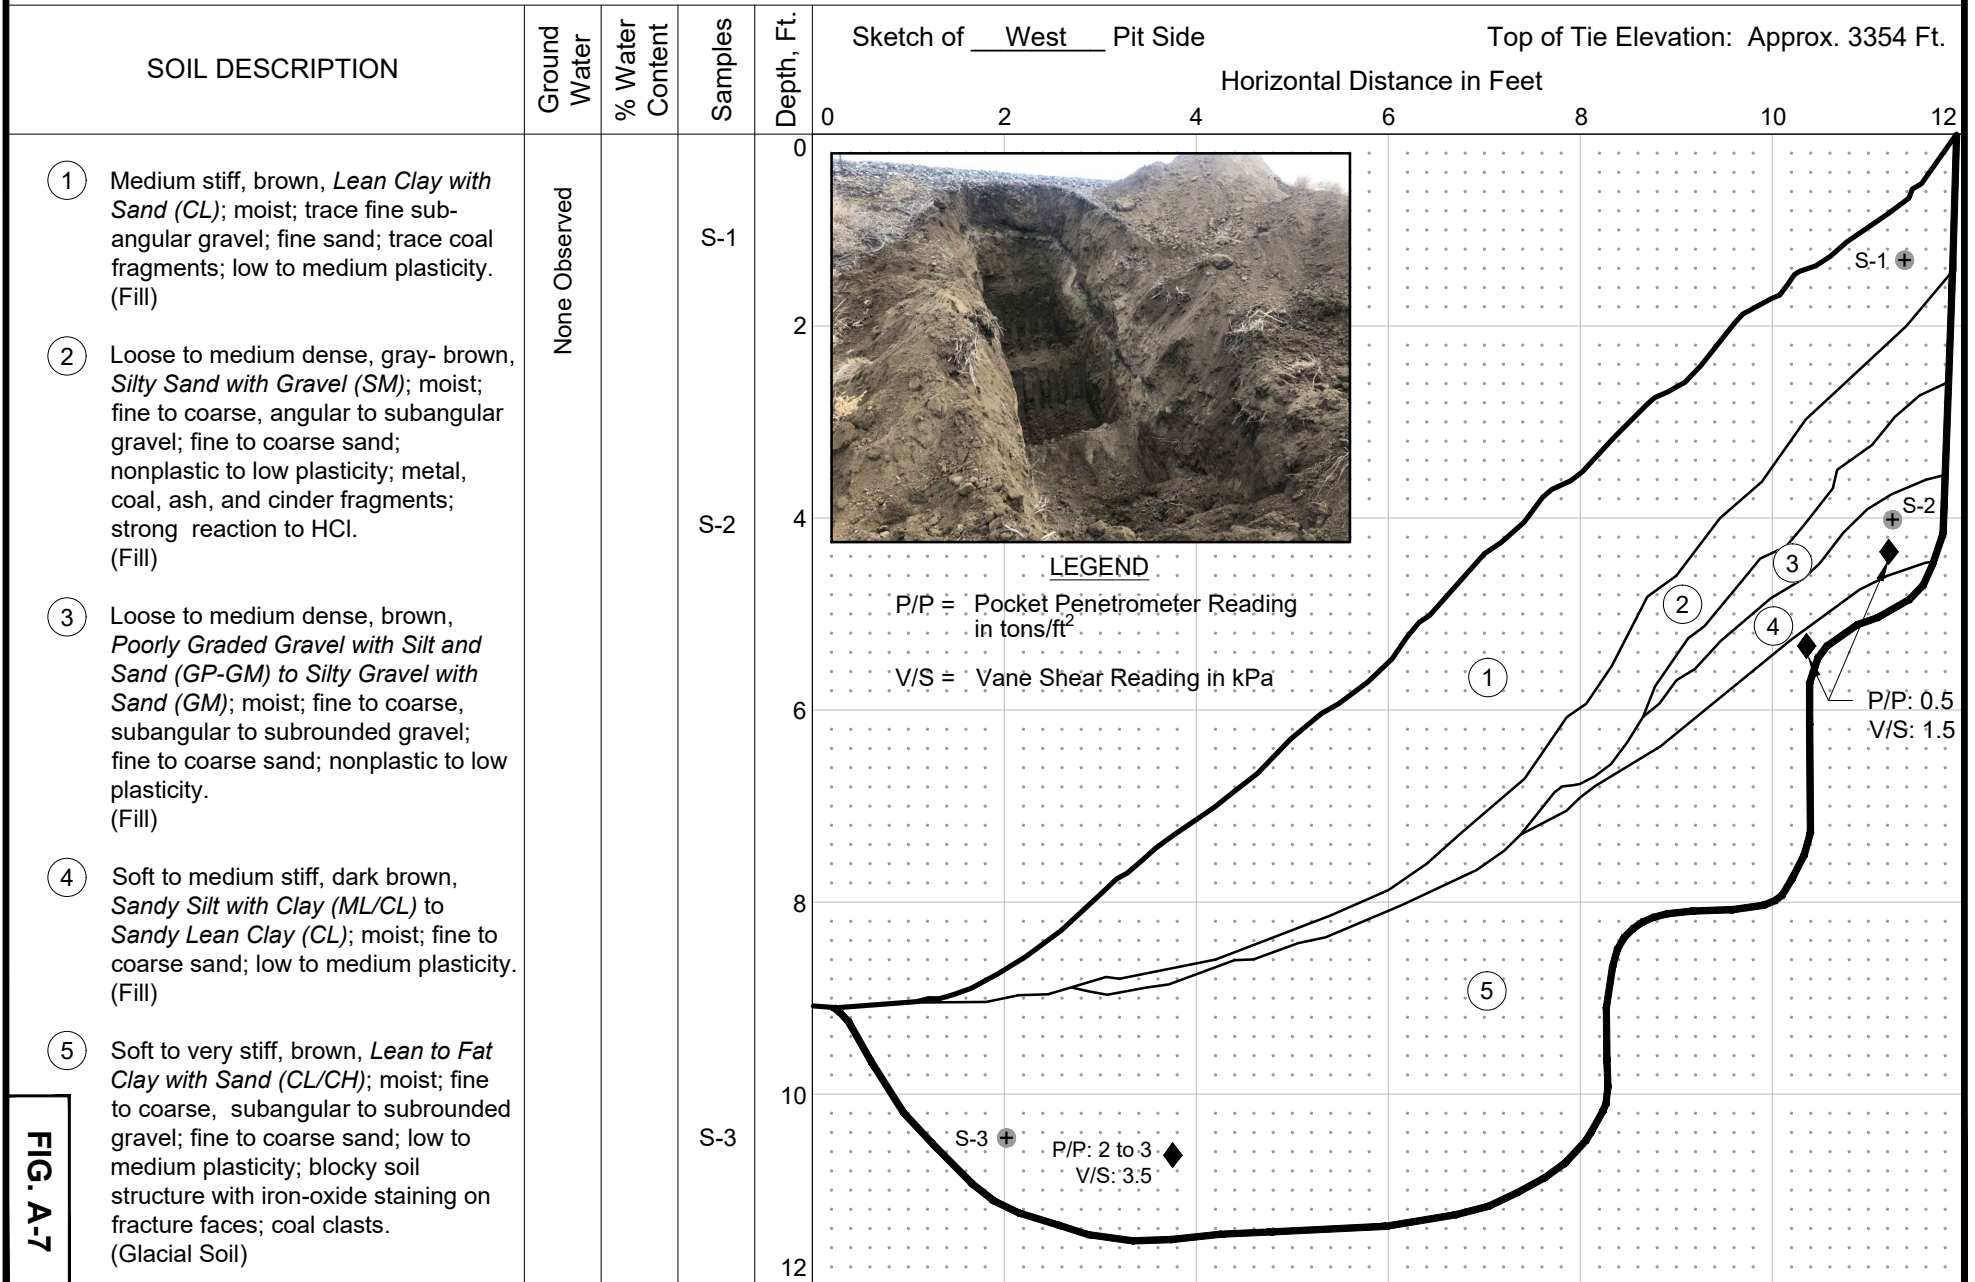 SOIL DESCRIPTION
Ground Water
% Water Content
Samples
Depth, Ft.
Sketch of West Pit Side
Top of Tie Elevation: Approx. 3354 Ft.
Horizontal Distance in Feet
0 2 4 6 8 10 12
1 Medium stiff, brown, Lean Clay with
Sand (CL); moist; trace fine sub-
angular gravel; fine sand; trace coal
fragments; low to medium plasticity.
(Fill)
2 Loose to medium dense, gray- brown,
Silty Sand with Gravel (SM); moist;
fine to coarse, angular to subangular
gravel; fine to coarse sand;
nonplastic to low plasticity; metal,
coal, ash, and cinder fragments;
strong reaction to HCl.
(Fill)
3 Loose to medium dense, brown,
Poorly Graded Gravel with Silt and
Sand (GP-GM) to Silty Gravel with
Sand (GM); moist; fine to coarse,
subangular to subrounded gravel;
fine to coarse sand; nonplastic to low
plasticity.
(Fill)
4 Soft to medium stiff, dark brown,
Sandy Silt with Clay (ML/CL) to
Sandy Lean Clay (CL); moist; fine to
coarse sand; low to medium plasticity.
(Fill)
5 Soft to very stiff, brown, Lean to Fat
Clay with Sand (CL/CH); moist; fine
to coarse, subangular to subrounded
gravel; fine to coarse sand; low to
medium plasticity; blocky soil
structure with iron-oxide staining on
fracture faces; coal clasts.
(Glacial Soil)
FIG. A-7
None Observed
S-1
S-2
S-3
0
2
4
6
8
10
12
LEGEND
P/P = Pocket Penetrometer Reading
in tons/ft2
V/S = Vane Shear Reading in kPa
S-1
S-2
3
2
4
1
P/P: 0.5
V/S: 1.5
5
S-3
P/P: 2 to 3
V/S: 3.5